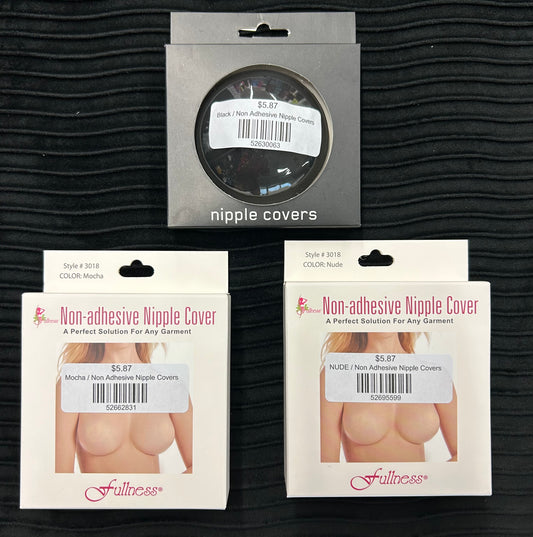 $5.87
Black / Non Adhesive Nipple Covers
52630063
nipple covers
Style # 3018
COLOR: Mocha
Fullness
Non-adhesive Nipple Cover
A Perfect Solution For Any Garment
$5.87
Mocha / Non Adhesive Nipple Covers
52662831
Fullness®
Style # 3018
COLOR: Nude
Fullness
Non-adhesive Nipple Cover
A Perfect Solution For Any Garment
$5.87
NUDE / Non Adhesive Nipple Covers
52695599
Fullness®